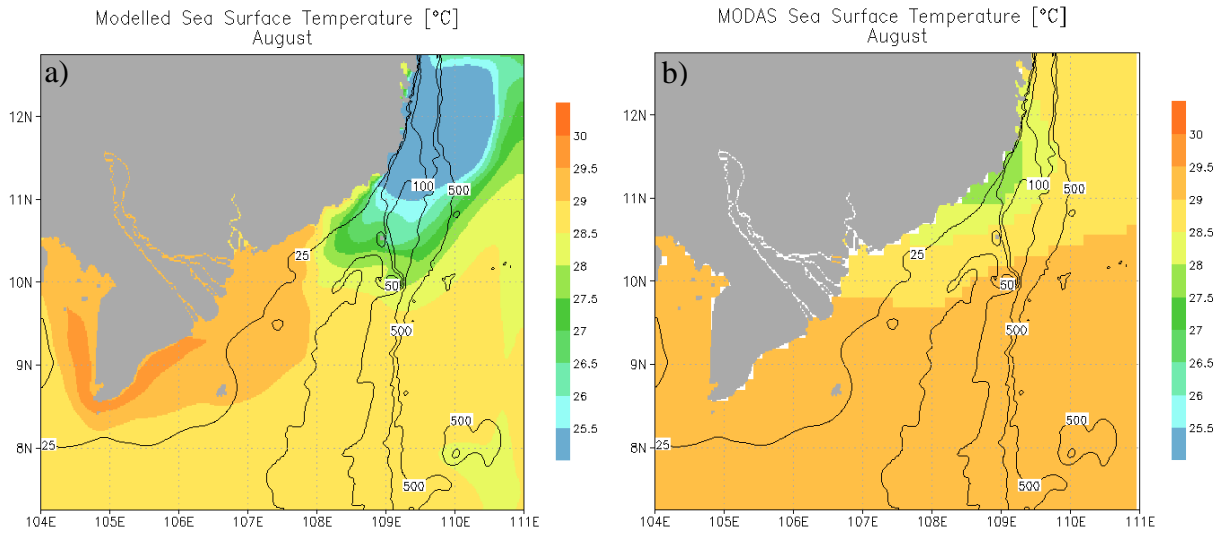 Modelled Sea Surface Temperature [°C]
August
a)
12N
11N
10N
9N
8N
104E
105E
106E
107E
108E
109E
110E
111E
100
500
25
50
500
500
25
500
30
29.5
29
28.5
28
27.5
27
26.5
26
25.5
MODAS Sea Surface Temperature [°C]
August
b)
12N
11N
10N
9N
8N
104E
105E
106E
107E
108E
109E
110E
111E
100
500
25
50
500
500
25
500
30
29.5
29
28.5
28
27.5
27
26.5
26
25.5